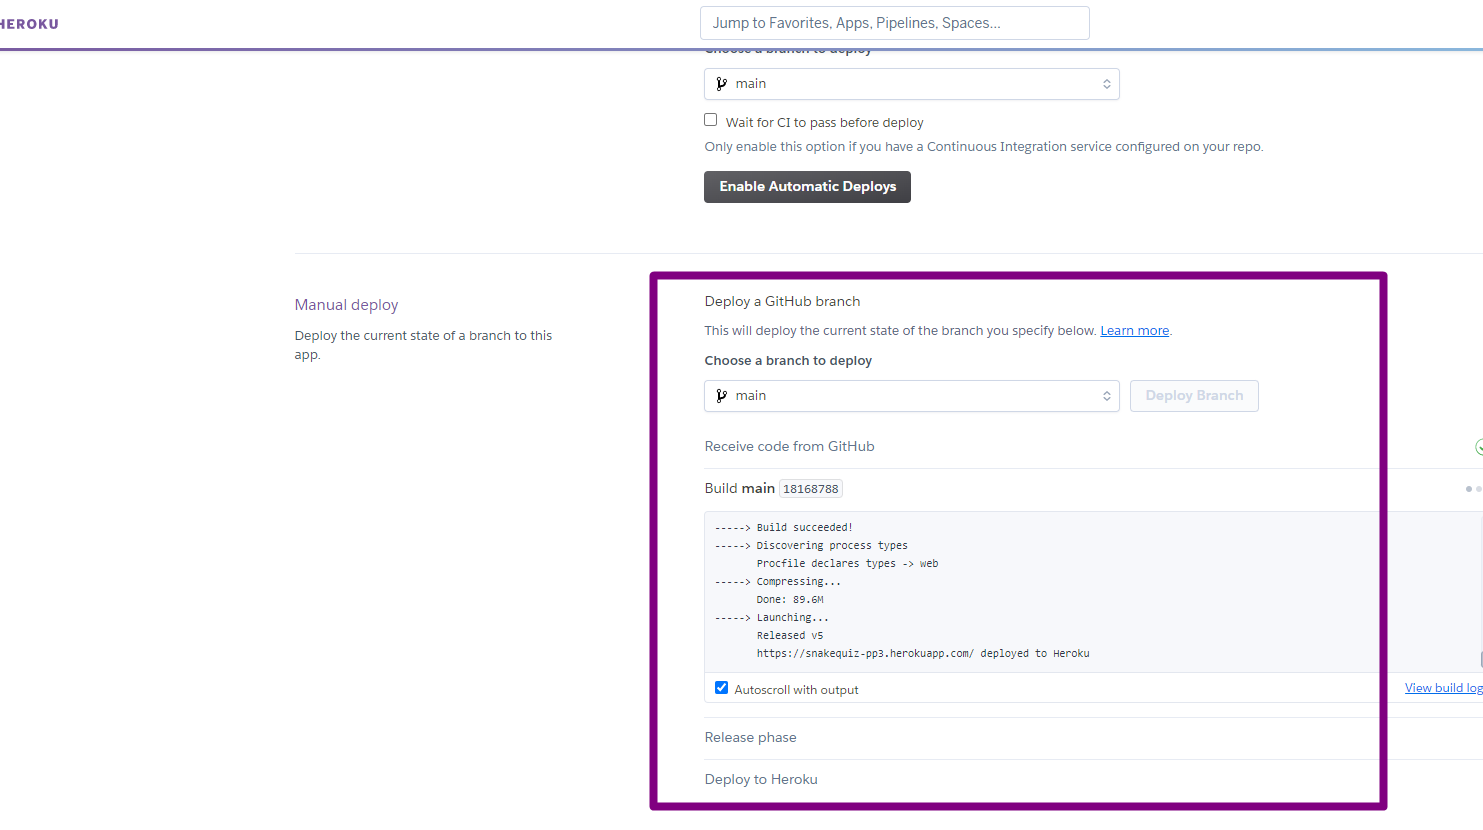 HEROKU
Jump to Favorites, Apps, Pipelines, Spaces...
Choose a branch to deploy
main
Wait for CI to pass before deploy
Only enable this option if you have a Continuous Integration service configured on your repo.
Enable Automatic Deploys
Manual deploy
Deploy the current state of a branch to this
app.
Deploy a GitHub branch
This will deploy the current state of the branch you specify below. Learn more.
Choose a branch to deploy
main
Deploy Branch
Receive code from GitHub
Build main 18168788
-----> Build succeeded!
-----> Discovering process types
Procfile declares types -> web
-----> Compressing...
Done: 89.6M
-----> Launching...
Released v5
https://snakequiz-pp3.herokuapp.com/ deployed to Heroku
Autoscroll with output
View build log
Release phase
Deploy to Heroku